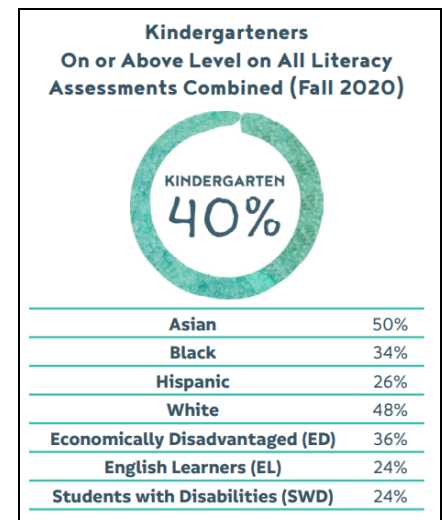 Kindergarteners
On or Above Level on All Literacy
Assessments Combined (Fall 2020)
KINDERGARTEN
40%
Asian 50%
Black 34%
Hispanic 26%
White 48%
Economically Disadvantaged (ED) 36%
English Learners (EL) 24%
Students with Disabilities (SWD) 24%